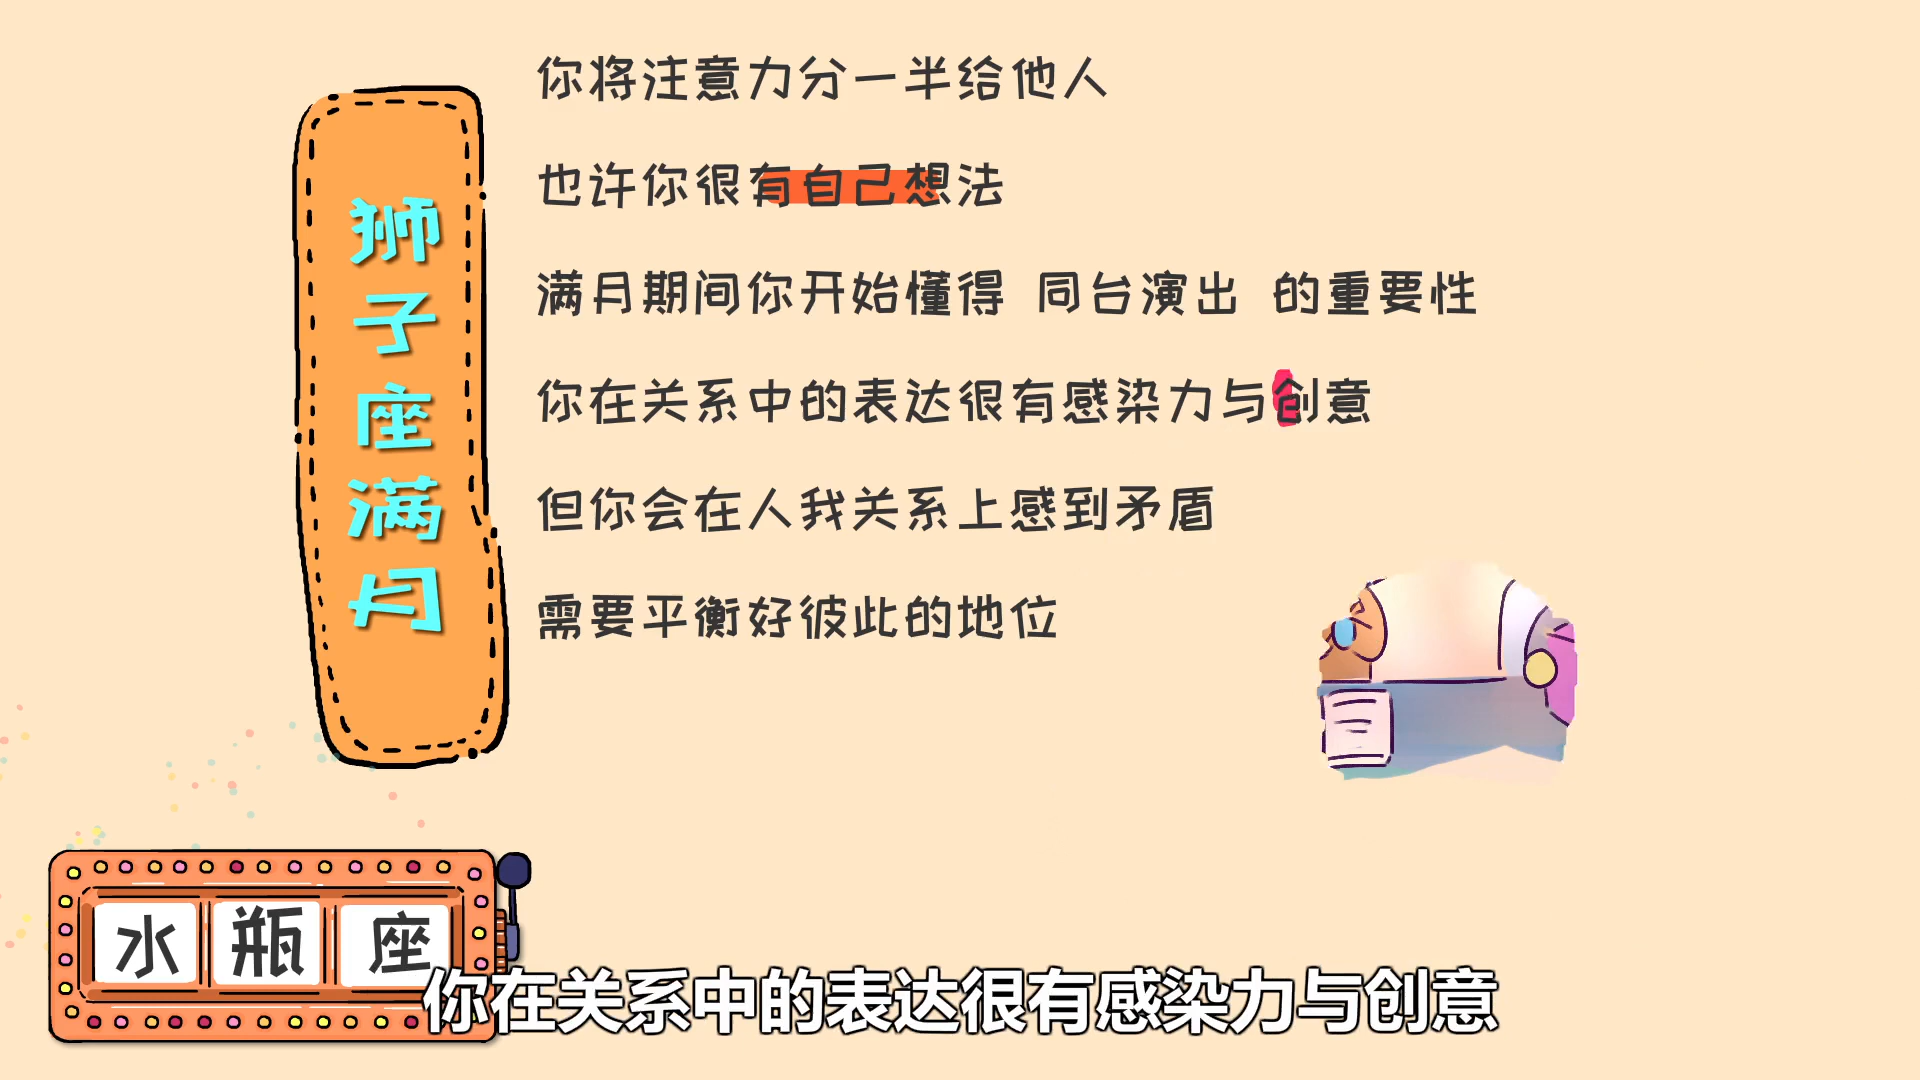 你将注意力分一半给他人
也许你很有自己想法
满月期间你开始懂得 同台演出 的重要性
你在关系中的表达很有感染力与创意
但你会在人我关系上感到矛盾
需要平衡好彼此的地位
狮子座满月
水瓶座
你在关系中的表达很有感染力与创意